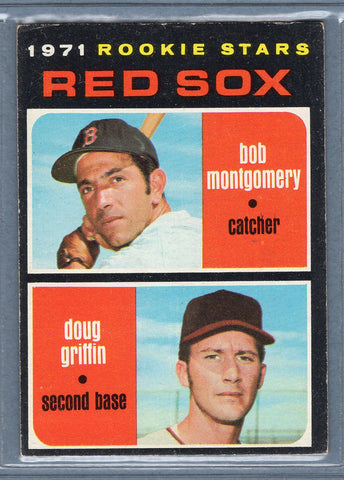 1971 ROOKIE STARS
RED SOX
B
bob
montgomery
•
catcher
doug
griffin
•
second base